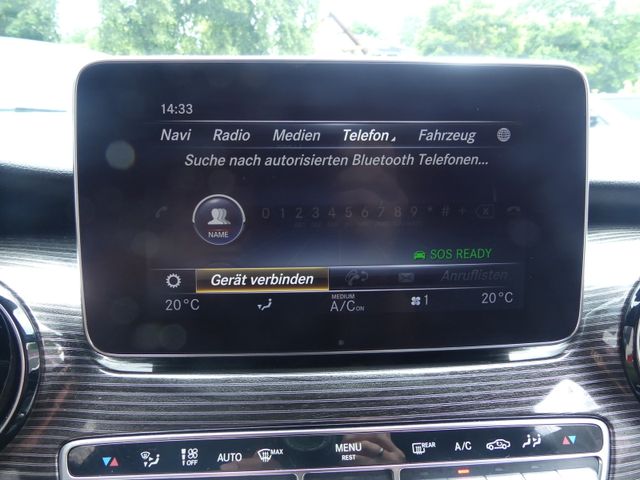 14:33
Navi Radio Medien Telefon Fahrzeug
Suche nach autorisierten Bluetooth Telefonen...
NAME 0 1 2 3 4 5 6 7 8 9 * # +
SOS READY
Gerät verbinden Anruflisten
20°C MEDIUM A/C ON 1 20°C
OFF AUTO MAX MENU REST REAR A/C